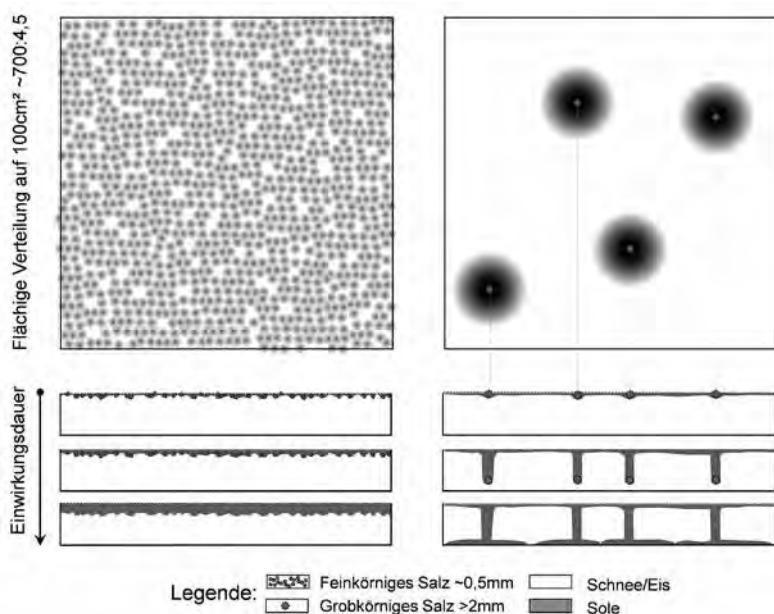 Flächige Verteilung auf 100cm² ~700:4,5
Einwirkungsdauer
Legende:
Feinkörniges Salz ~0,5mm
Grobkörniges Salz >2mm
Schnee/Eis
Sole